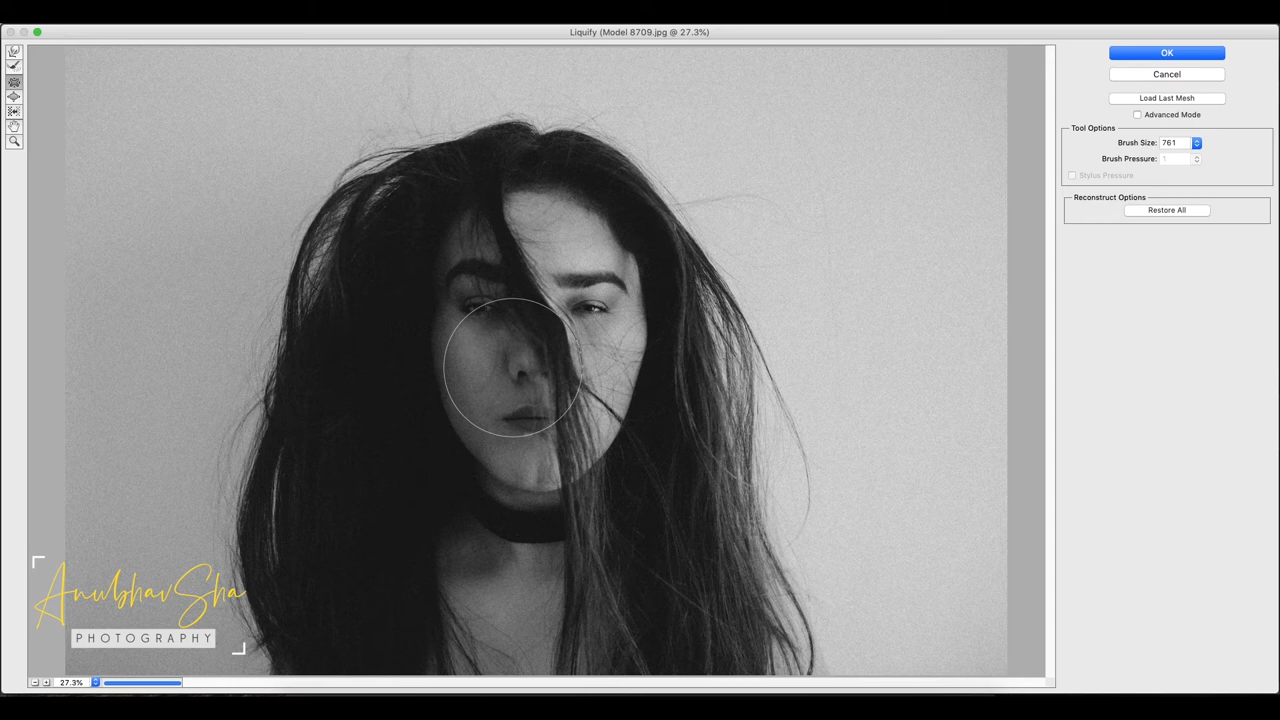 Liquify (Model 8709.jpg @ 27.3%)
OK
Cancel
Load Last Mesh
Advanced Mode
Tool Options
Brush Size: 761
Brush Pressure: 1
Stylus Pressure
Reconstruct Options
Restore All
AnubhavSha
PHOTOGRAPHY
27.3%